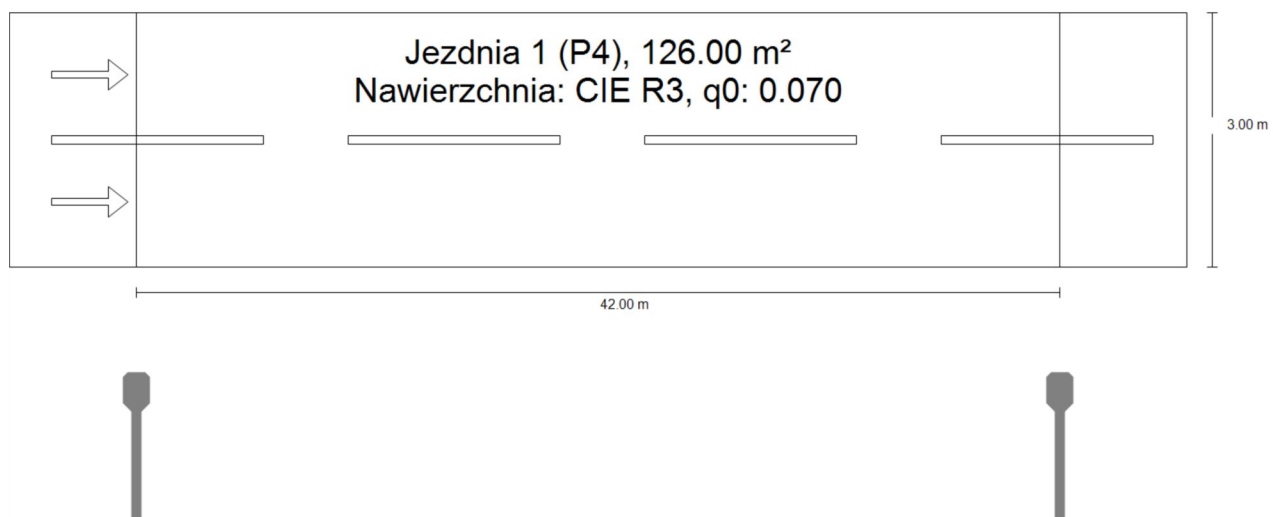 Jezdnia 1 (P4), 126.00 m²
Nawierzchnia: CIE R3, q0: 0.070
3.00 m
42.00 m